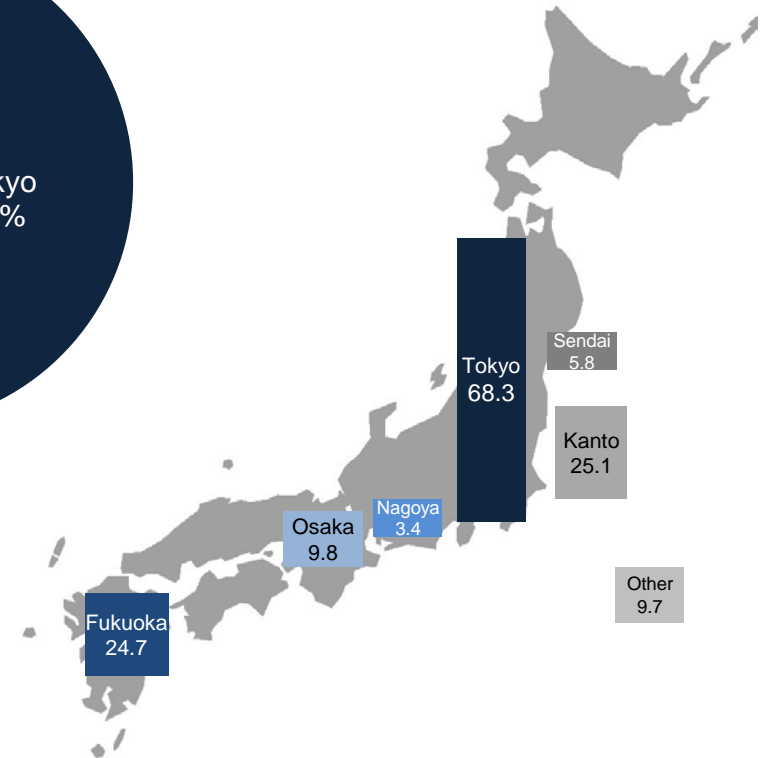 %
Tokyo
68.3
Sendai
5.8
Kanto
25.1
Nagoya
3.4
Osaka
9.8
Other
9.7
Fukuoka
24.7